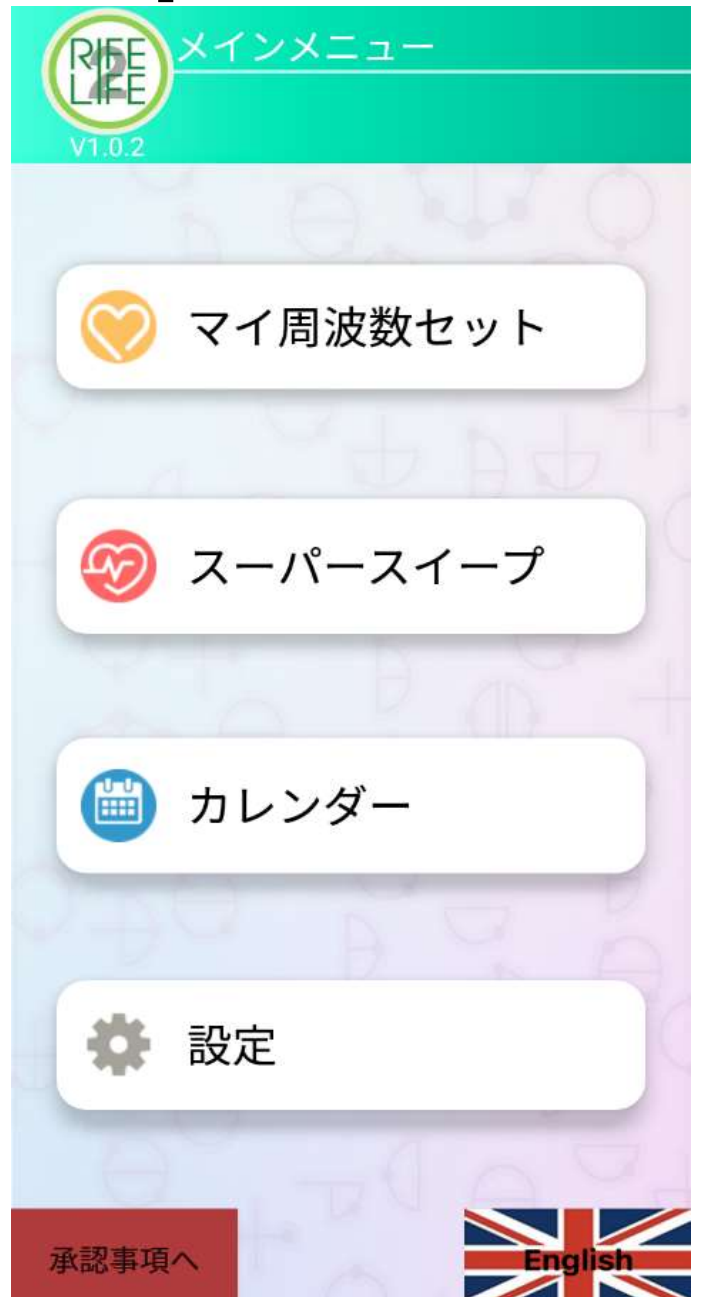 RIFE
2
LIFE
メインメニュー
V1.0.2
マイ周波数セット
スーパースイープ
カレンダー
設定
承認事項へ
English